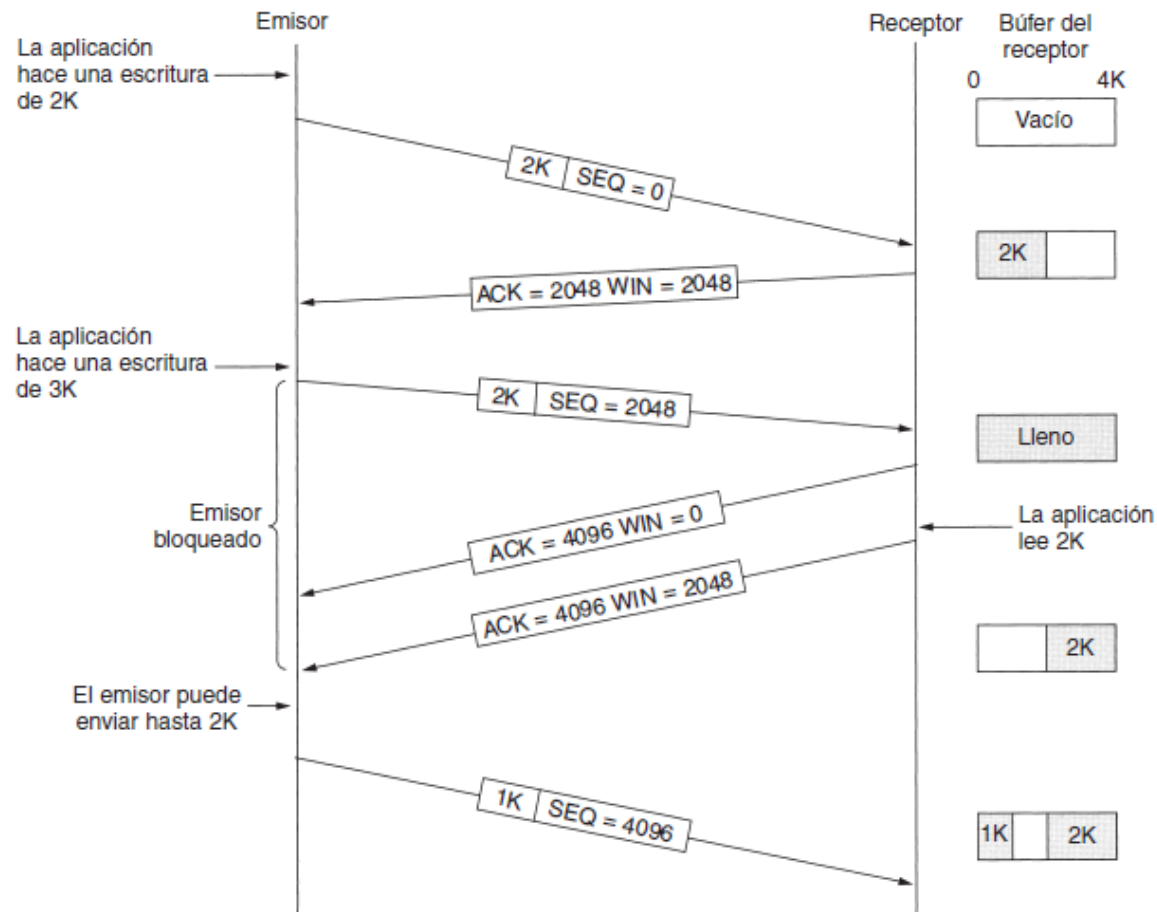 Emisor
Receptor
Búfer del
receptor
0 4K
La aplicación
hace una escritura
de 2K
Vacío
2K SEQ = 0
2K
ACK = 2048 WIN = 2048
La aplicación
hace una escritura
de 3K
2K SEQ = 2048
Lleno
Emisor
bloqueado
ACK = 4096 WIN = 0
La aplicación
lee 2K
ACK = 4096 WIN = 2048
2K
El emisor puede
enviar hasta 2K
1K SEQ = 4096
1K 2K